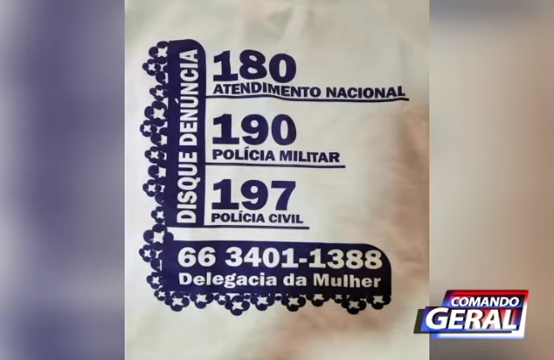 DISQUE DENÚNCIA
180
ATENDIMENTO NACIONAL
190
POLÍCIA MILITAR
197
POLÍCIA CIVIL
66 3401-1388
Delegacia da Mulher
COMANDO
GERAL